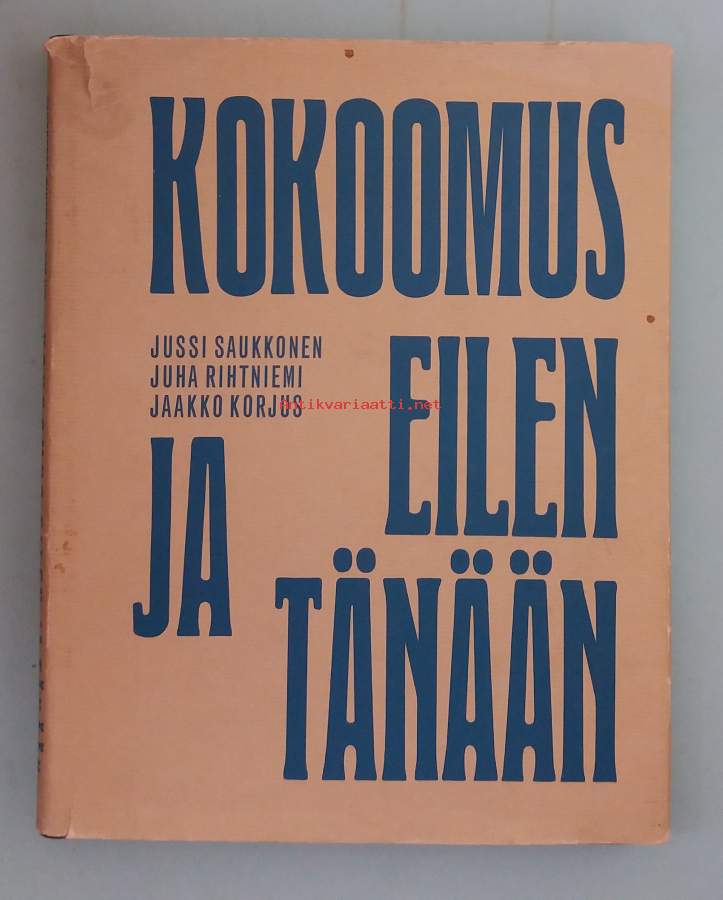 KOKOOMUS
EILEN
JUSSI SAUKKONEN
JUHA RIHTNIEMI
JAAKKO KORJUS
Antikvariaatti.net
JA
TÄNÄÄN